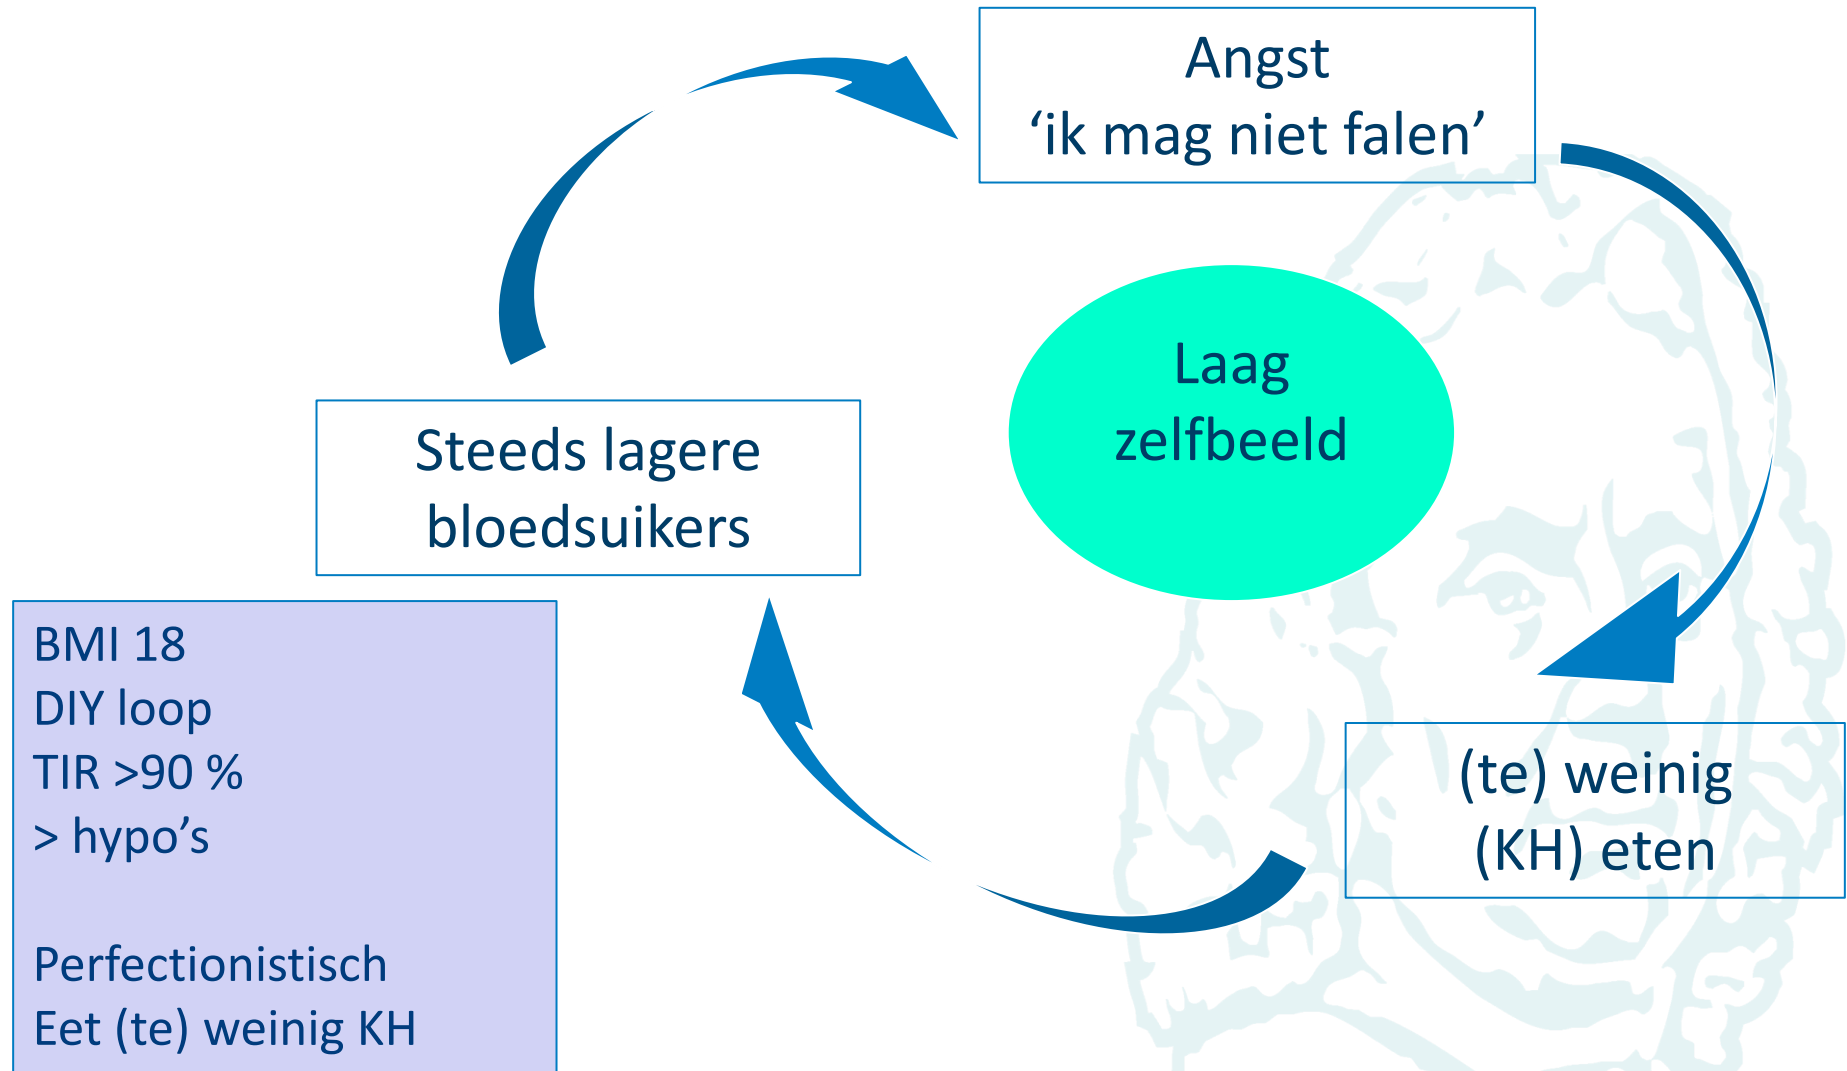 Angst
‘ik mag niet falen’
Laag
zelfbeeld
Steeds lagere
bloedsuikers
(te) weinig
(KH) eten
BMI 18
DIY loop
TIR >90 %
> hypo’s
Perfectionistisch
Eet (te) weinig KH